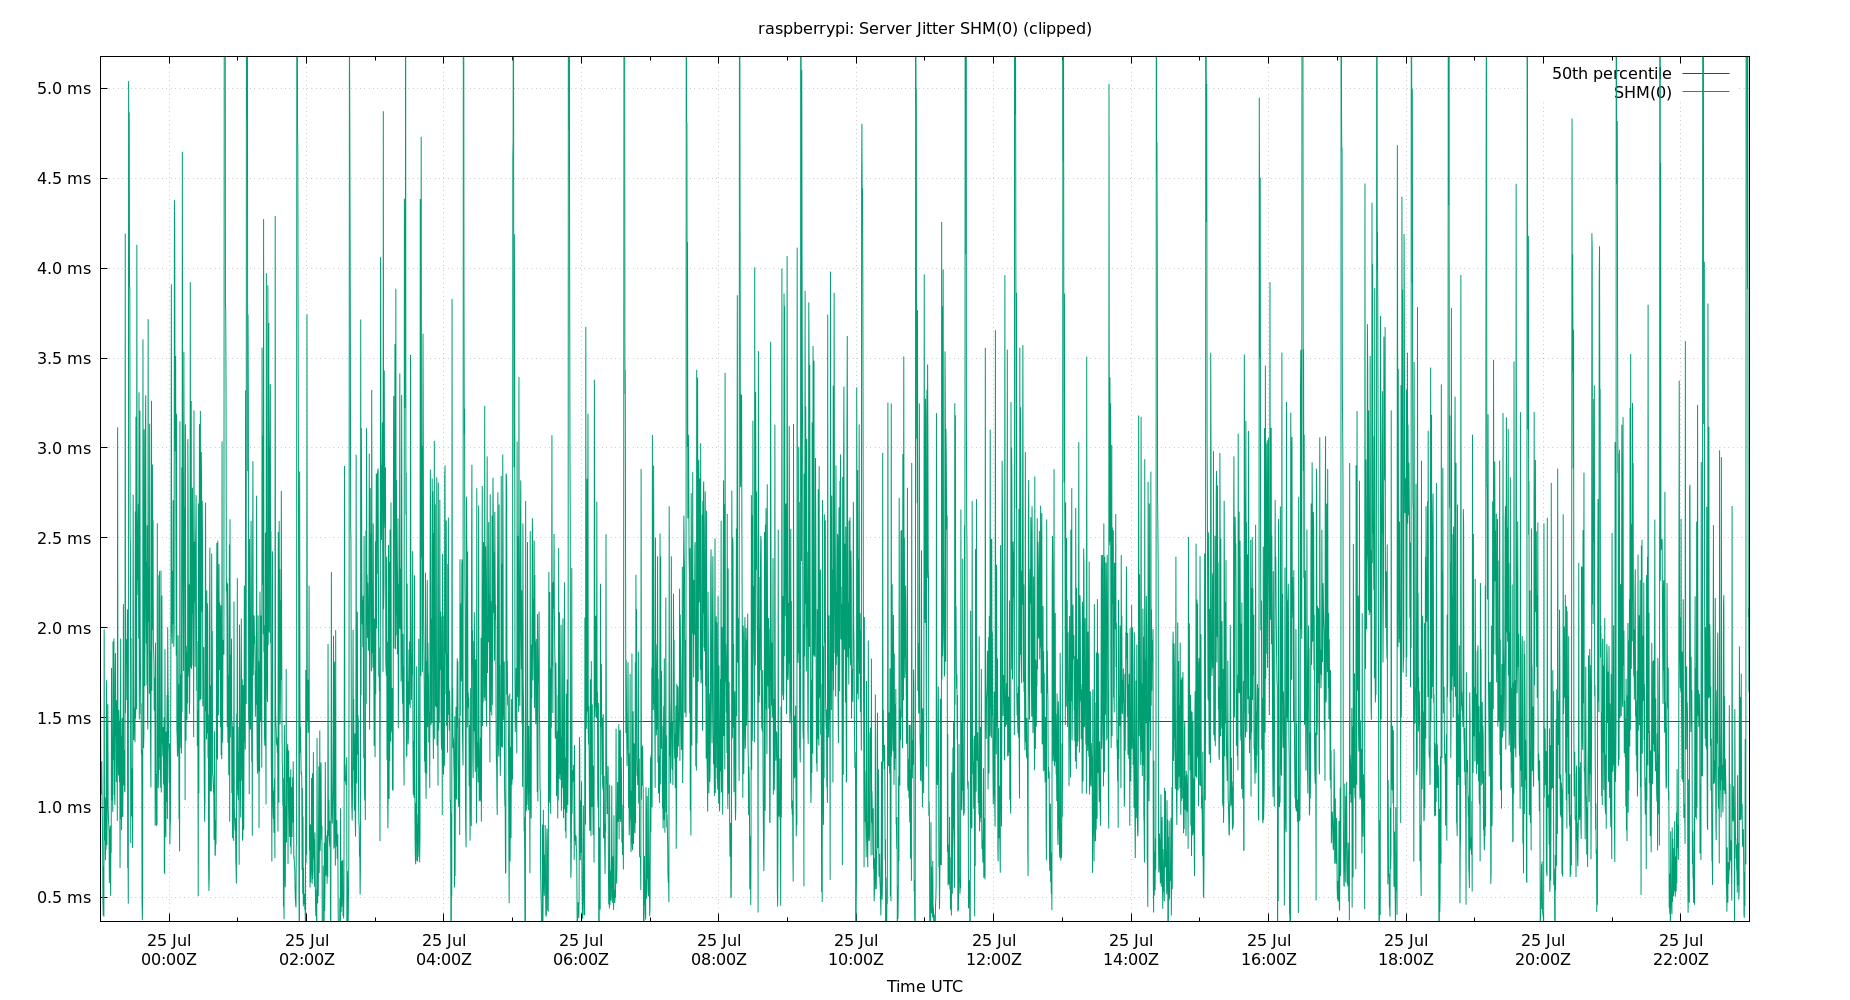 raspberrypi: Server Jitter SHM(0) (clipped)
50th percentile
SHM(0)
5.0 ms
4.5 ms
4.0 ms
3.5 ms
3.0 ms
2.5 ms
2.0 ms
1.5 ms
1.0 ms
0.5 ms
25 Jul 25 Jul 25 Jul 25 Jul 25 Jul 25 Jul 25 Jul 25 Jul 25 Jul 25 Jul 25 Jul 25 Jul
00:00Z 02:00Z 04:00Z 06:00Z 08:00Z 10:00Z 12:00Z 14:00Z 16:00Z 18:00Z 20:00Z 22:00Z
Time UTC